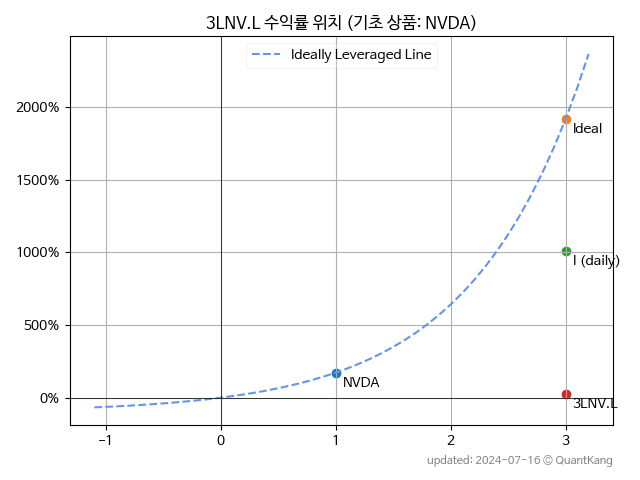 3LNV.L 수익률 위치 (기초 상품: NVDA)
Ideally Leveraged Line
2000%
1500%
1000%
500%
0%
Ideal
I (daily)
NVDA
3LNV.L
-1
0
1
2
3
updated: 2024-07-16 © QuantKang